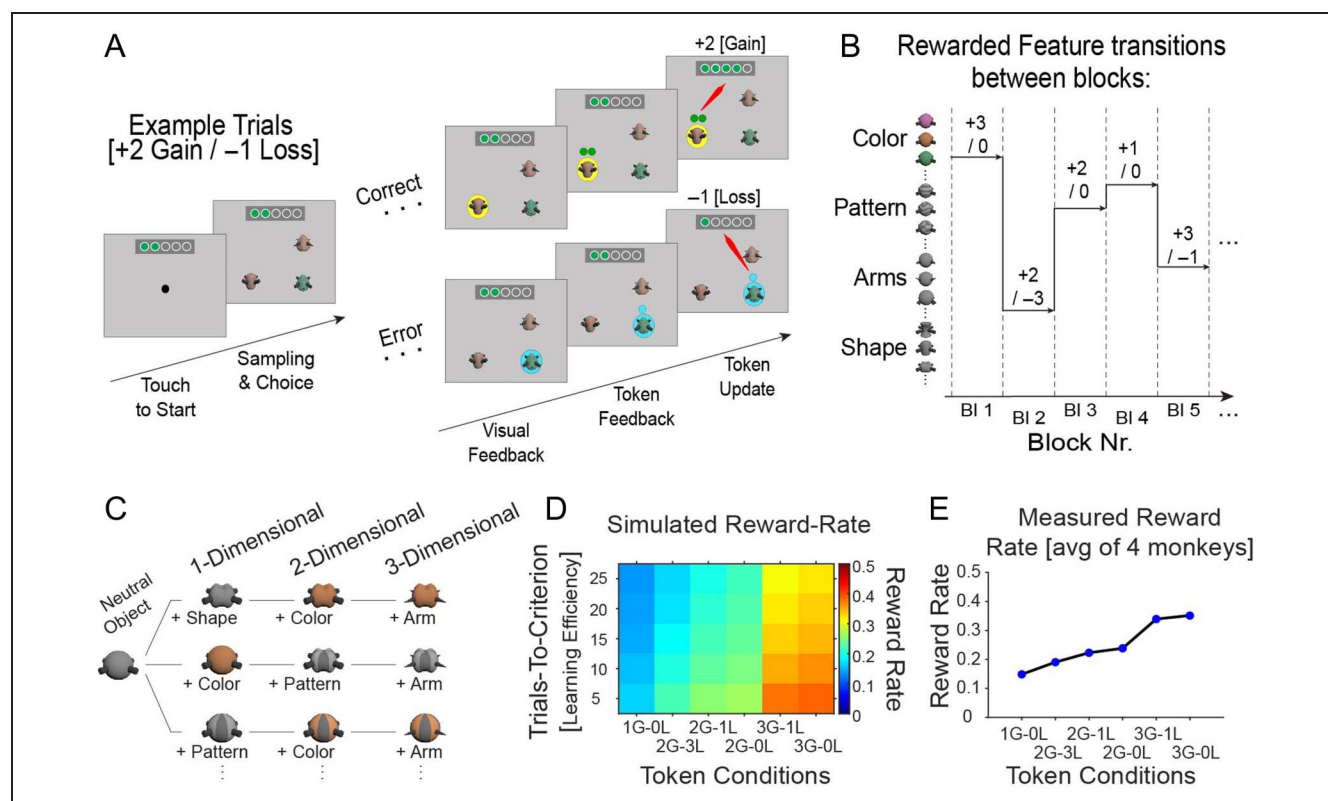 A
Example Trials
[+2 Gain / –1 Loss]
Touch
to Start
Sampling
& Choice
Correct
. . .
Error
. . .
+2 [Gain]
–1 [Loss]
Visual
Feedback
Token
Feedback
Token
Update
B
Rewarded Feature transitions
between blocks:
Color
Pattern
Arms
Shape
+3
/ 0
+2
/ –3
+2
/ 0
+1
/ 0
+3
/ –1
...
Bl 1
Bl 2
Bl 3
Bl 4
Bl 5
...
Block Nr.
C
Neutral
Object
1-Dimensional
2-Dimensional
3-Dimensional
+ Shape
+ Color
+ Arm
+ Color
+ Pattern
+ Arm
+ Pattern
+ Color
+ Arm
D
Simulated Reward-Rate
Trials-To-Criterion
[Learning Efficiency]
25
20
15
10
5
1G-0L
2G-3L
2G-1L
2G-0L
3G-1L
3G-0L
Token Conditions
0.5
0.4
0.3
0.2
0.1
0
Reward Rate
E
Measured Reward
Rate [avg of 4 monkeys]
Reward Rate
0.5
0.4
0.3
0.2
0.1
0
1G-0L
2G-3L
2G-1L
2G-0L
3G-1L
3G-0L
Token Conditions